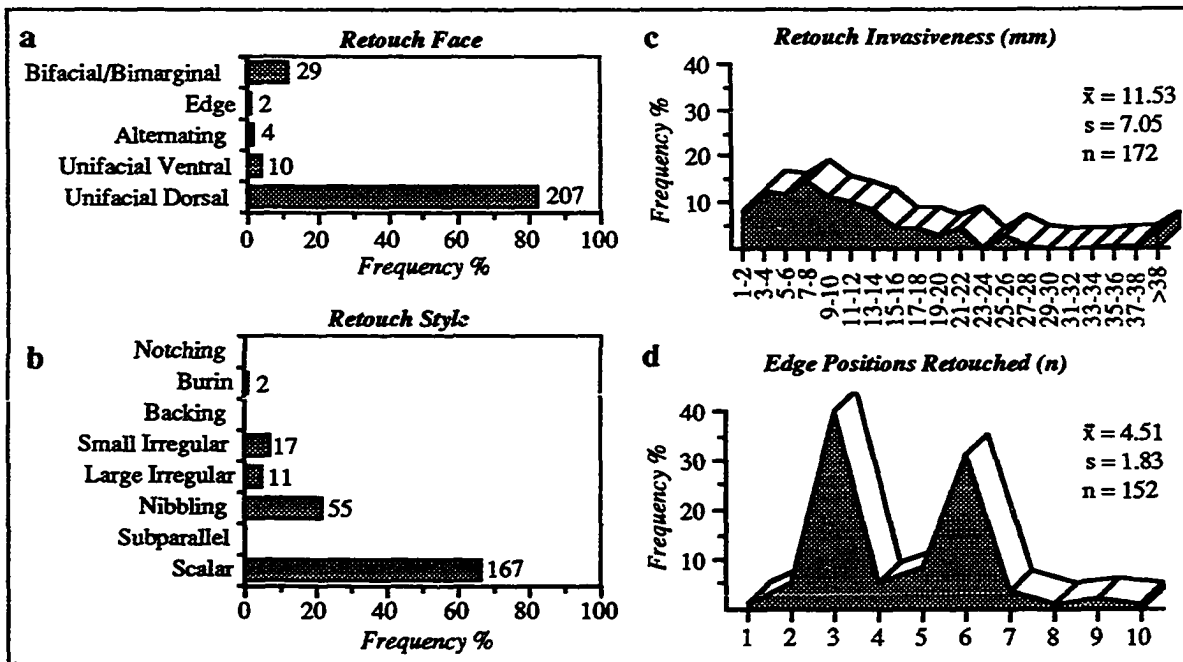 a
Retouch Face
Bifacial/Bimarginal 29
Edge 2
Alternating 4
Unifacial Ventral 10
Unifacial Dorsal 207
0 20 40 60 80 100
Frequency %
b
Retouch Style
Notching
Burin 2
Backing
Small Irregular 17
Large Irregular 11
Nibbling 55
Subparallel
Scalar 167
0 20 40 60 80 100
Frequency %
c
Retouch Invasiveness (mm)
Frequency %
40
30
20
10
x̄ = 11.53
s = 7.05
n = 172
1-2 3-4 5-6 7-8 9-10 11-12 13-14 15-16 17-18 19-20 21-22 23-24 25-26 27-28 29-30 31-32 33-34 35-36 37-38 >38
d
Edge Positions Retouched (n)
Frequency %
40
30
20
10
x̄ = 4.51
s = 1.83
n = 152
1 2 3 4 5 6 7 8 9 10